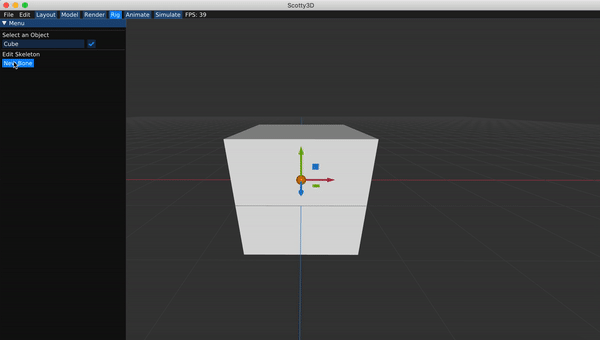 Scotty3D
File Edit Layout Model Render Rig Animate Simulate FPS: 39
Menu
Select an Object
Cube
Edit Skeleton
New Bone